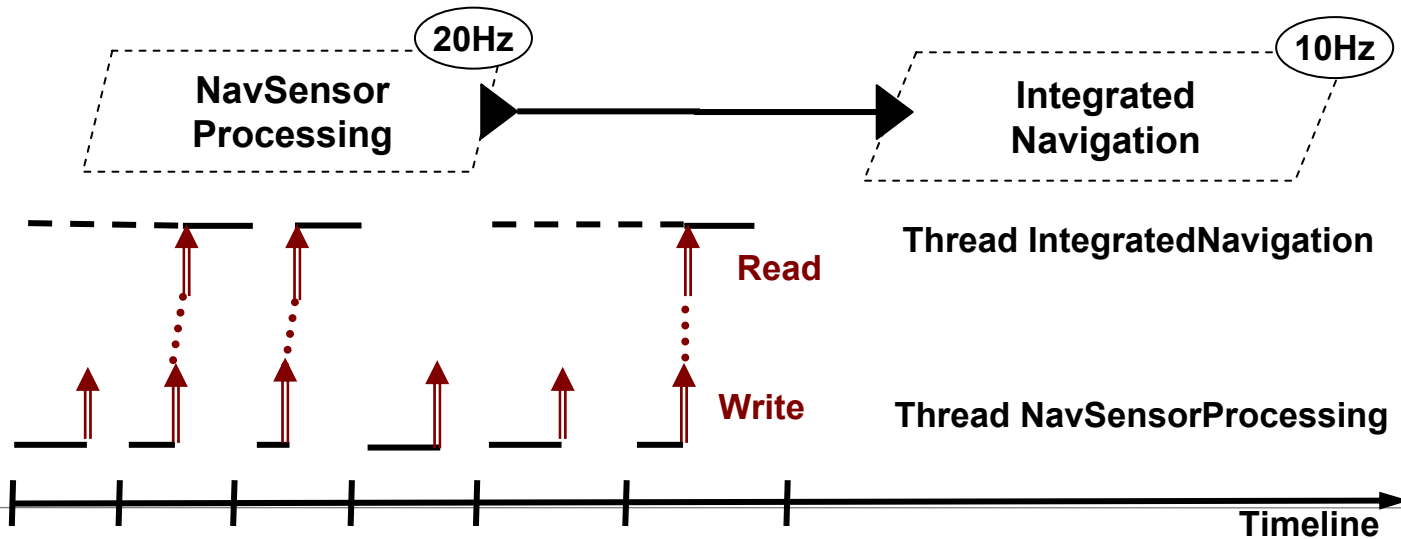 20Hz
10Hz
NavSensor
Processing
Integrated
Navigation
Thread IntegratedNavigation
Read
Write
Thread NavSensorProcessing
Timeline